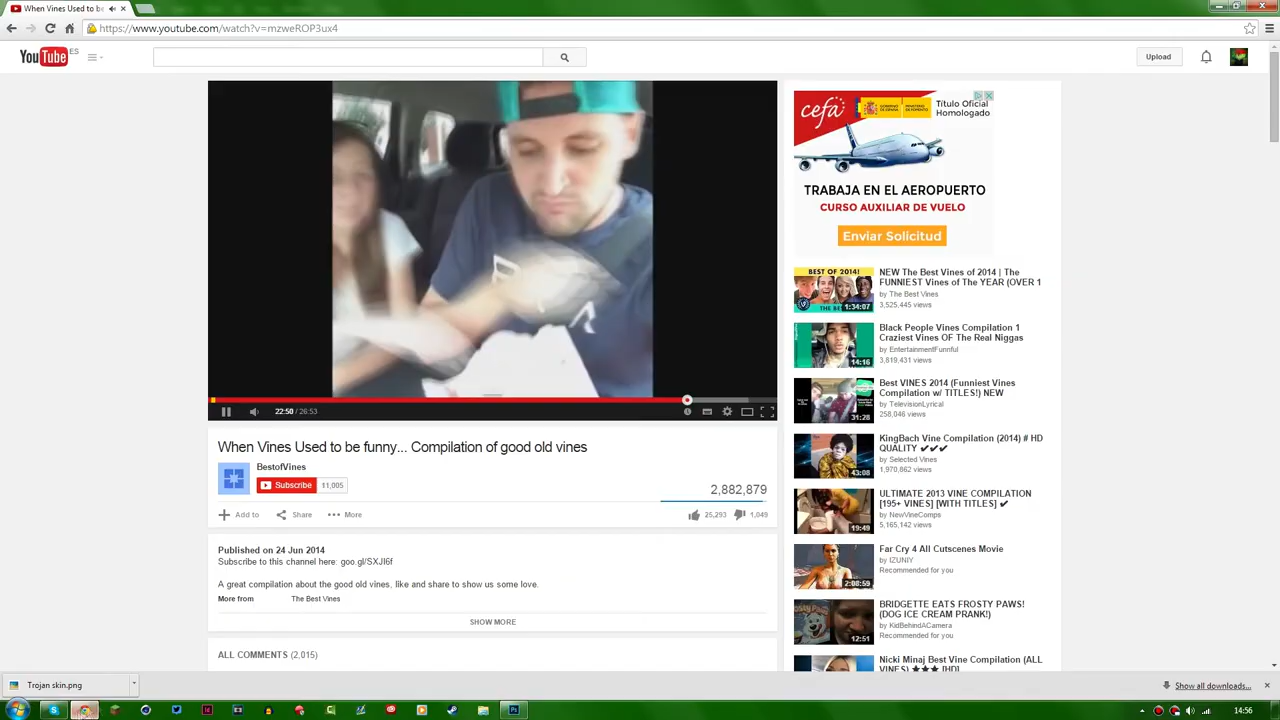 When Vines Used to be
https://www.youtube.com/watch?v=mzweROP3ux4
YouTube ES
Upload
cefa
Título Oficial
Homologado
TRABAJA EN EL AEROPUERTO
CURSO AUXILIAR DE VUELO
Enviar Solicitud
BEST OF 2014!
1:34:07
NEW The Best Vines of 2014 | The
FUNNIEST Vines of The YEAR (OVER 1
by The Best Vines
3,525,445 views
14:16
Black People Vines Compilation 1
Craziest Vines OF The Real Niggas
by EntertainmentFunnful
3,819,431 views
31:28
Best VINES 2014 (Funniest Vines
Compilation w/ TITLES!) NEW
by TelevisionLyrical
258,046 views
43:08
KingBach Vine Compilation (2014) # HD
QUALITY ✔✔✔
by Selected Vines
1,970,862 views
19:49
ULTIMATE 2013 VINE COMPILATION
[195+ VINES] [WITH TITLES] ✔
by NewVineComps
5,165,142 views
2:08:59
Far Cry 4 All Cutscenes Movie
by IZUNIY
Recommended for you
12:51
BRIDGETTE EATS FROSTY PAWS!
(DOG ICE CREAM PRANK!)
by KidBehindACamera
Recommended for you
Nicki Minaj Best Vine Compilation (ALL
VINES) ★★★ [HD]
22:50 / 26:53
When Vines Used to be funny... Compilation of good old vines
BestofVines
Subscribe 11,005
2,882,879
Add to Share More
25,293 1,049
Published on 24 Jun 2014
Subscribe to this channel here: goo.gl/SXJI6f
A great compilation about the good old vines, like and share to show us some love.
More from The Best Vines
SHOW MORE
ALL COMMENTS (2,015)
Trojan skin.png
Show all downloads...
14:56